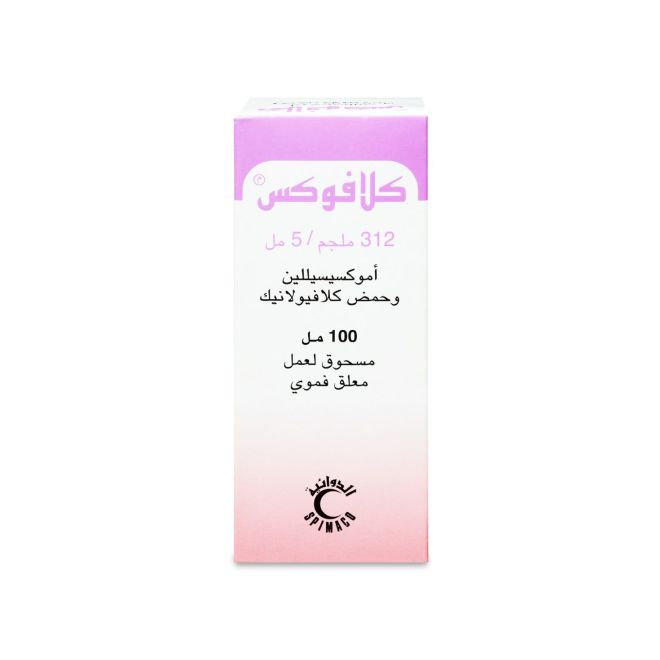 كلافوكس م
312 ملجم / 5 مل
أموكسيسيللين
وحمض كلافيولانيك
100 مل
مسحوق لعمل
معلق فموي
الدوائية
SPIMACO